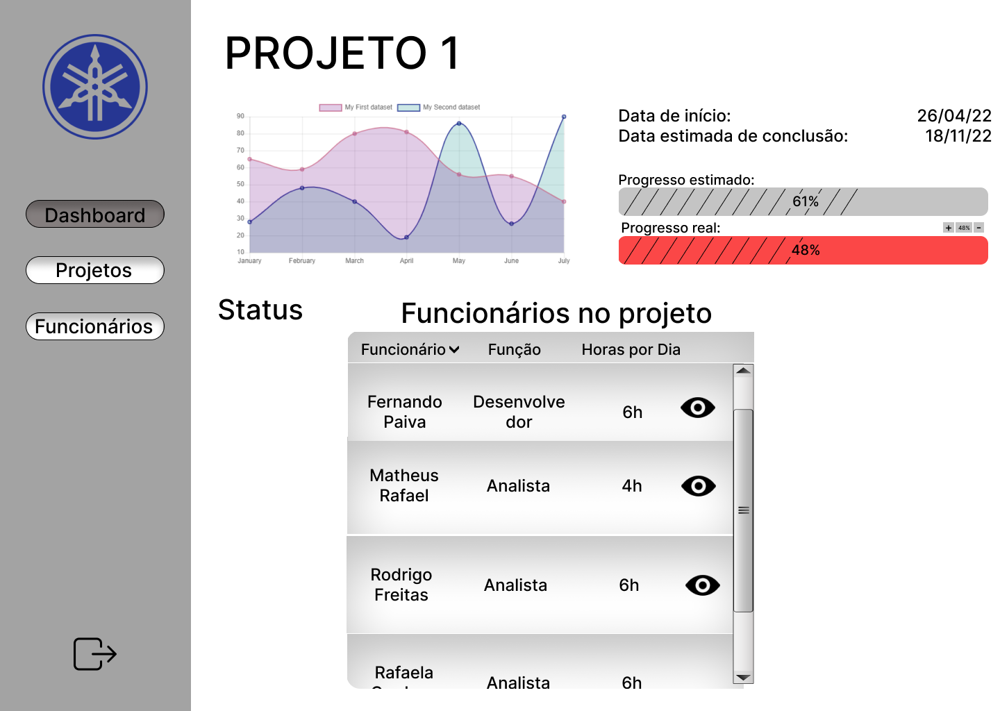 PROJETO 1
Dashboard
Projetos
Funcionários
My First dataset
My Second dataset
90
80
70
60
50
40
30
20
10
January
February
March
April
May
June
July
Data de início: 26/04/22
Data estimada de conclusão: 18/11/22
Progresso estimado:
61%
Progresso real:
+ 48% -
48%
Status
Funcionários no projeto
Funcionário Função Horas por Dia
Fernando
Paiva
Desenvolve
dor
6h
Matheus
Rafael
Analista
4h
Rodrigo
Freitas
Analista
6h
Rafaela
Analista
6h